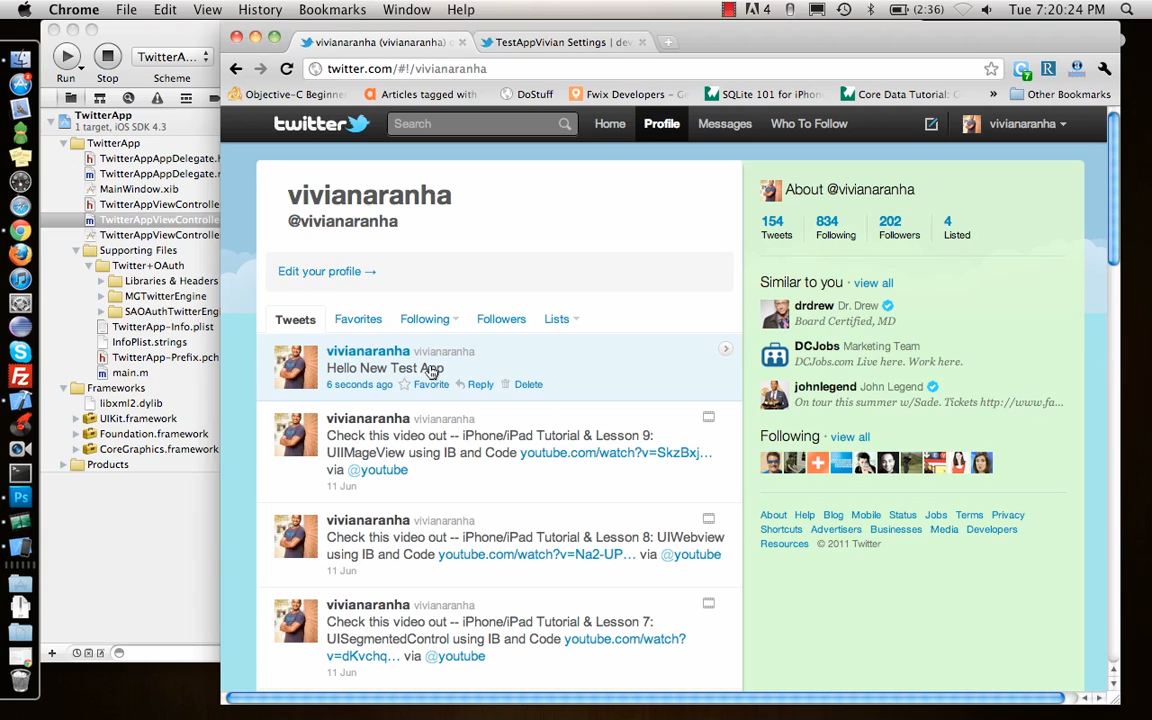 Chrome File Edit View History Bookmarks Window Help
4 (2:36) Tue 7:20:24 PM
TwitterA...
Run Stop Scheme
TwitterApp
1 target, iOS SDK 4.3
TwitterApp
TwitterAppAppDelegate.h
TwitterAppAppDelegate.r
MainWindow.xib
TwitterAppViewControlle
TwitterAppViewControlle
TwitterAppViewControlle
Supporting Files
Twitter+OAuth
Libraries & Headers
MGTwitterEngine
SAOAuthTwitterEng
TwitterApp-Info.plist
InfoPlist.strings
TwitterApp-Prefix.pch
main.m
Frameworks
libxml2.dylib
UIKit.framework
Foundation.framework
CoreGraphics.framework
Products
vivianaranha (vivianaranha) o
TestAppVivian Settings | dev
twitter.com/#!/vivianaranha
Objective-C Beginne Articles tagged with DoStuff Fwix Developers – Ge SQLite 101 for iPhon Core Data Tutorial: » Other Bookmarks
twitter Search Home Profile Messages Who To Follow vivianaranha
vivianaranha
@vivianaranha
Edit your profile →
Tweets Favorites Following Followers Lists
vivianaranha vivianaranha
Hello New Test App
6 seconds ago Favorite Reply Delete
vivianaranha vivianaranha
Check this video out -- iPhone/iPad Tutorial & Lesson 9:
UIIMageView using IB and Code youtube.com/watch?v=SkzBxj...
via @youtube
11 Jun
vivianaranha vivianaranha
Check this video out -- iPhone/iPad Tutorial & Lesson 8: UIWebview
using IB and Code youtube.com/watch?v=Na2-UP... via @youtube
11 Jun
vivianaranha vivianaranha
Check this video out -- iPhone/iPad Tutorial & Lesson 7:
UISegmentedControl using IB and Code youtube.com/watch?
v=dKvchq... via @youtube
11 Jun
About @vivianaranha
154 834 202 4
Tweets Following Followers Listed
Similar to you · view all
drdrew Dr. Drew
Board Certified, MD
DCJobs Marketing Team
DCJobs.com Live here. Work here.
johnlegend John Legend
On tour this summer w/Sade. Tickets http://www.fa...
Following · view all
About Help Blog Mobile Status Jobs Terms Privacy
Shortcuts Advertisers Businesses Media Developers
Resources © 2011 Twitter